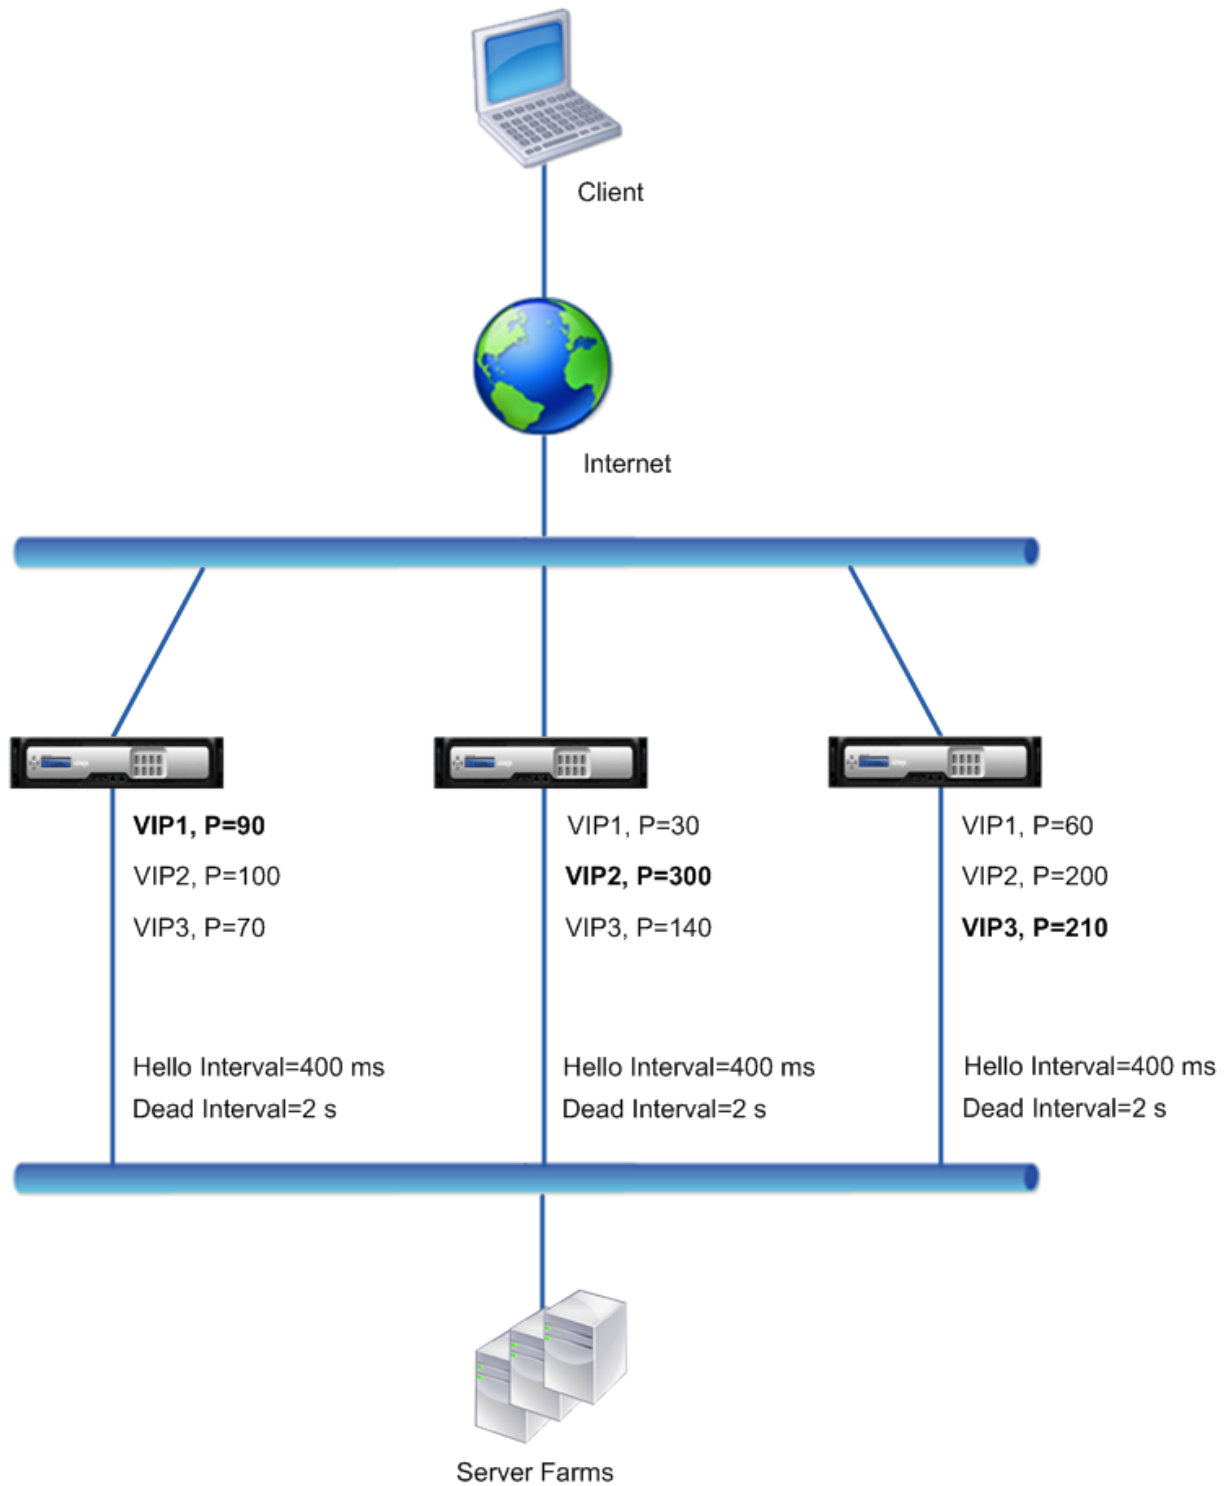 Client
Internet
VIP1, P=90
VIP2, P=100
VIP3, P=70
Hello Interval=400 ms
Dead Interval=2 s
VIP1, P=30
VIP2, P=300
VIP3, P=140
Hello Interval=400 ms
Dead Interval=2 s
VIP1, P=60
VIP2, P=200
VIP3, P=210
Hello Interval=400 ms
Dead Interval=2 s
Server Farms